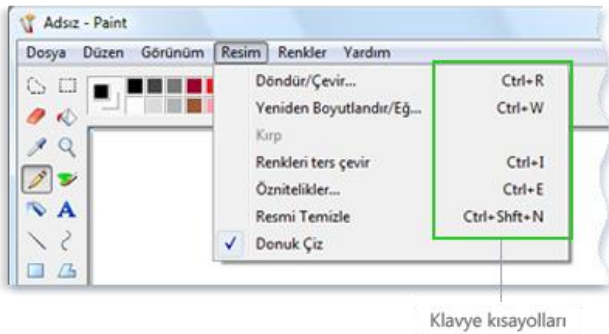 Adsız - Paint
Dosya Düzen Görünüm Resim Renkler Yardım
Döndür/Çevir... Ctrl+R
Yeniden Boyutlandır/Eğ... Ctrl+W
Kırp
Renkleri ters çevir Ctrl+I
Öznitelikler... Ctrl+E
Resmi Temizle Ctrl+Shft+N
Donuk Çiz
A
Klavye kısayolları